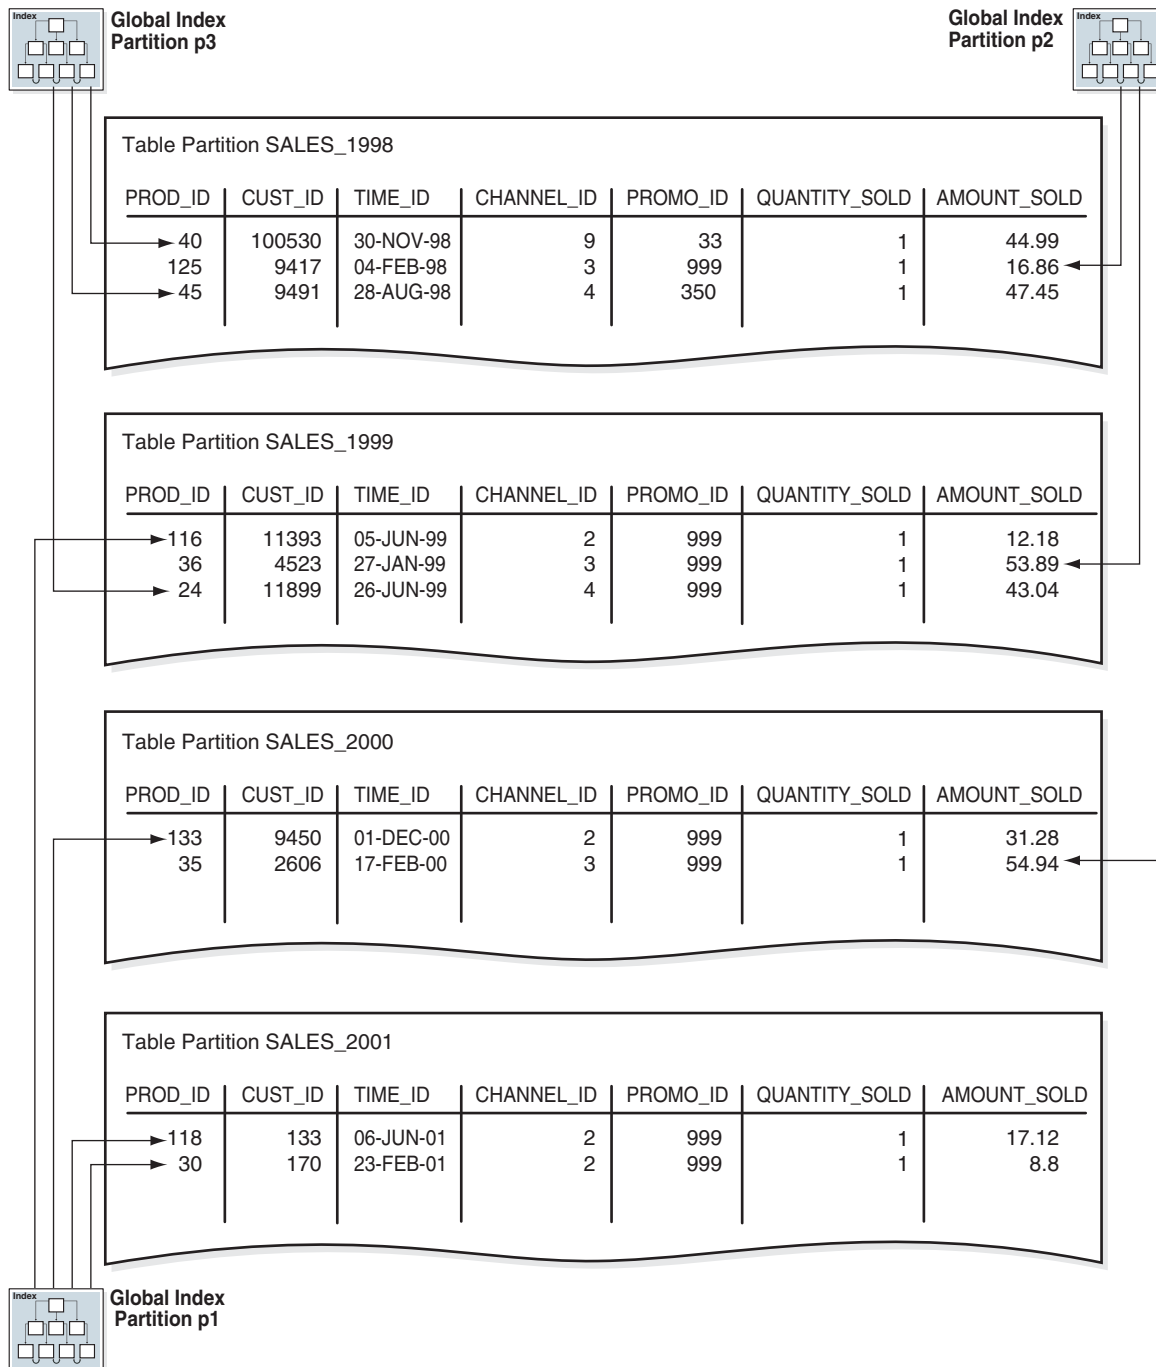 Index
Global Index
Partition p3
Global Index
Partition p2
Index
Table Partition SALES_1998
PROD_ID CUST_ID TIME_ID CHANNEL_ID PROMO_ID QUANTITY_SOLD AMOUNT_SOLD
40 100530 30-NOV-98 9 33 1 44.99
125 9417 04-FEB-98 3 999 1 16.86
45 9491 28-AUG-98 4 350 1 47.45
Table Partition SALES_1999
PROD_ID CUST_ID TIME_ID CHANNEL_ID PROMO_ID QUANTITY_SOLD AMOUNT_SOLD
116 11393 05-JUN-99 2 999 1 12.18
36 4523 27-JAN-99 3 999 1 53.89
24 11899 26-JUN-99 4 999 1 43.04
Table Partition SALES_2000
PROD_ID CUST_ID TIME_ID CHANNEL_ID PROMO_ID QUANTITY_SOLD AMOUNT_SOLD
133 9450 01-DEC-00 2 999 1 31.28
35 2606 17-FEB-00 3 999 1 54.94
Table Partition SALES_2001
PROD_ID CUST_ID TIME_ID CHANNEL_ID PROMO_ID QUANTITY_SOLD AMOUNT_SOLD
118 133 06-JUN-01 2 999 1 17.12
30 170 23-FEB-01 2 999 1 8.8
Index
Global Index
Partition p1